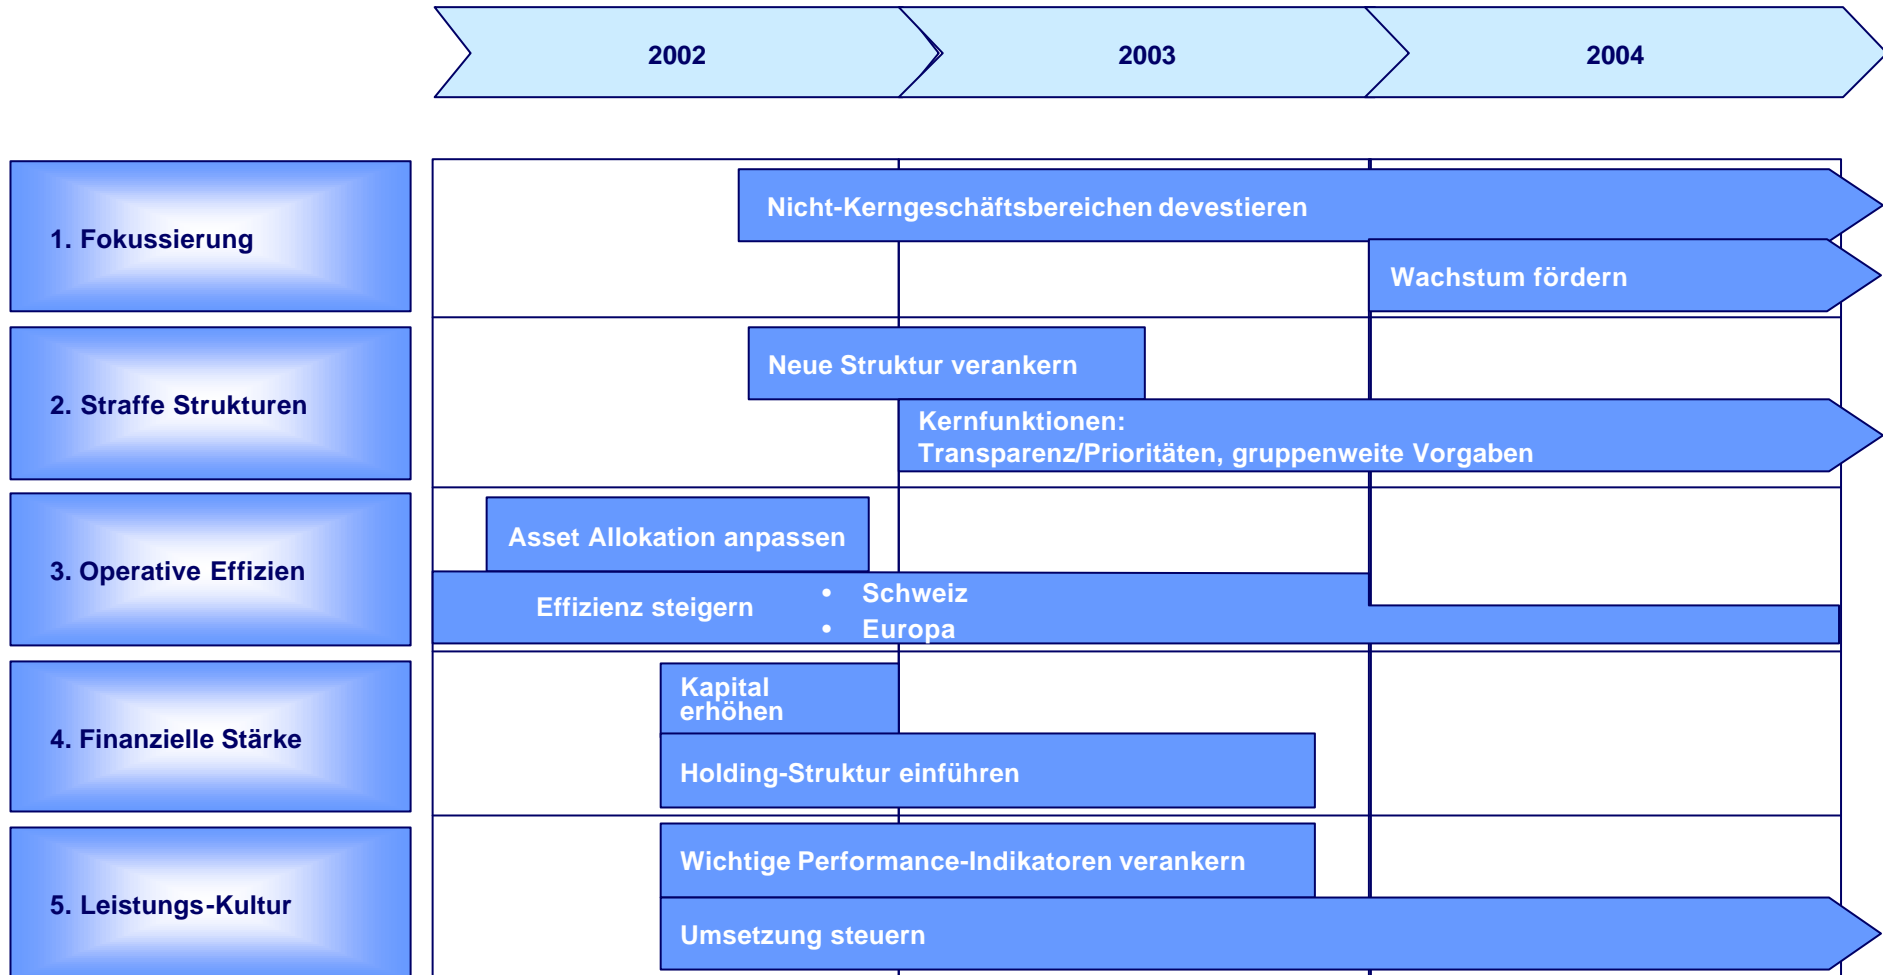 2002
2003
2004
1. Fokussierung
Nicht-Kerngeschäftsbereichen devestieren
Wachstum fördern
2. Straffe Strukturen
Neue Struktur verankern
Kernfunktionen:
Transparenz/Prioritäten, gruppenweite Vorgaben
3. Operative Effizien
Asset Allokation anpassen
Effizienz steigern
• Schweiz
• Europa
4. Finanzielle Stärke
Kapital
erhöhen
Holding-Struktur einführen
5. Leistungs-Kultur
Wichtige Performance-Indikatoren verankern
Umsetzung steuern